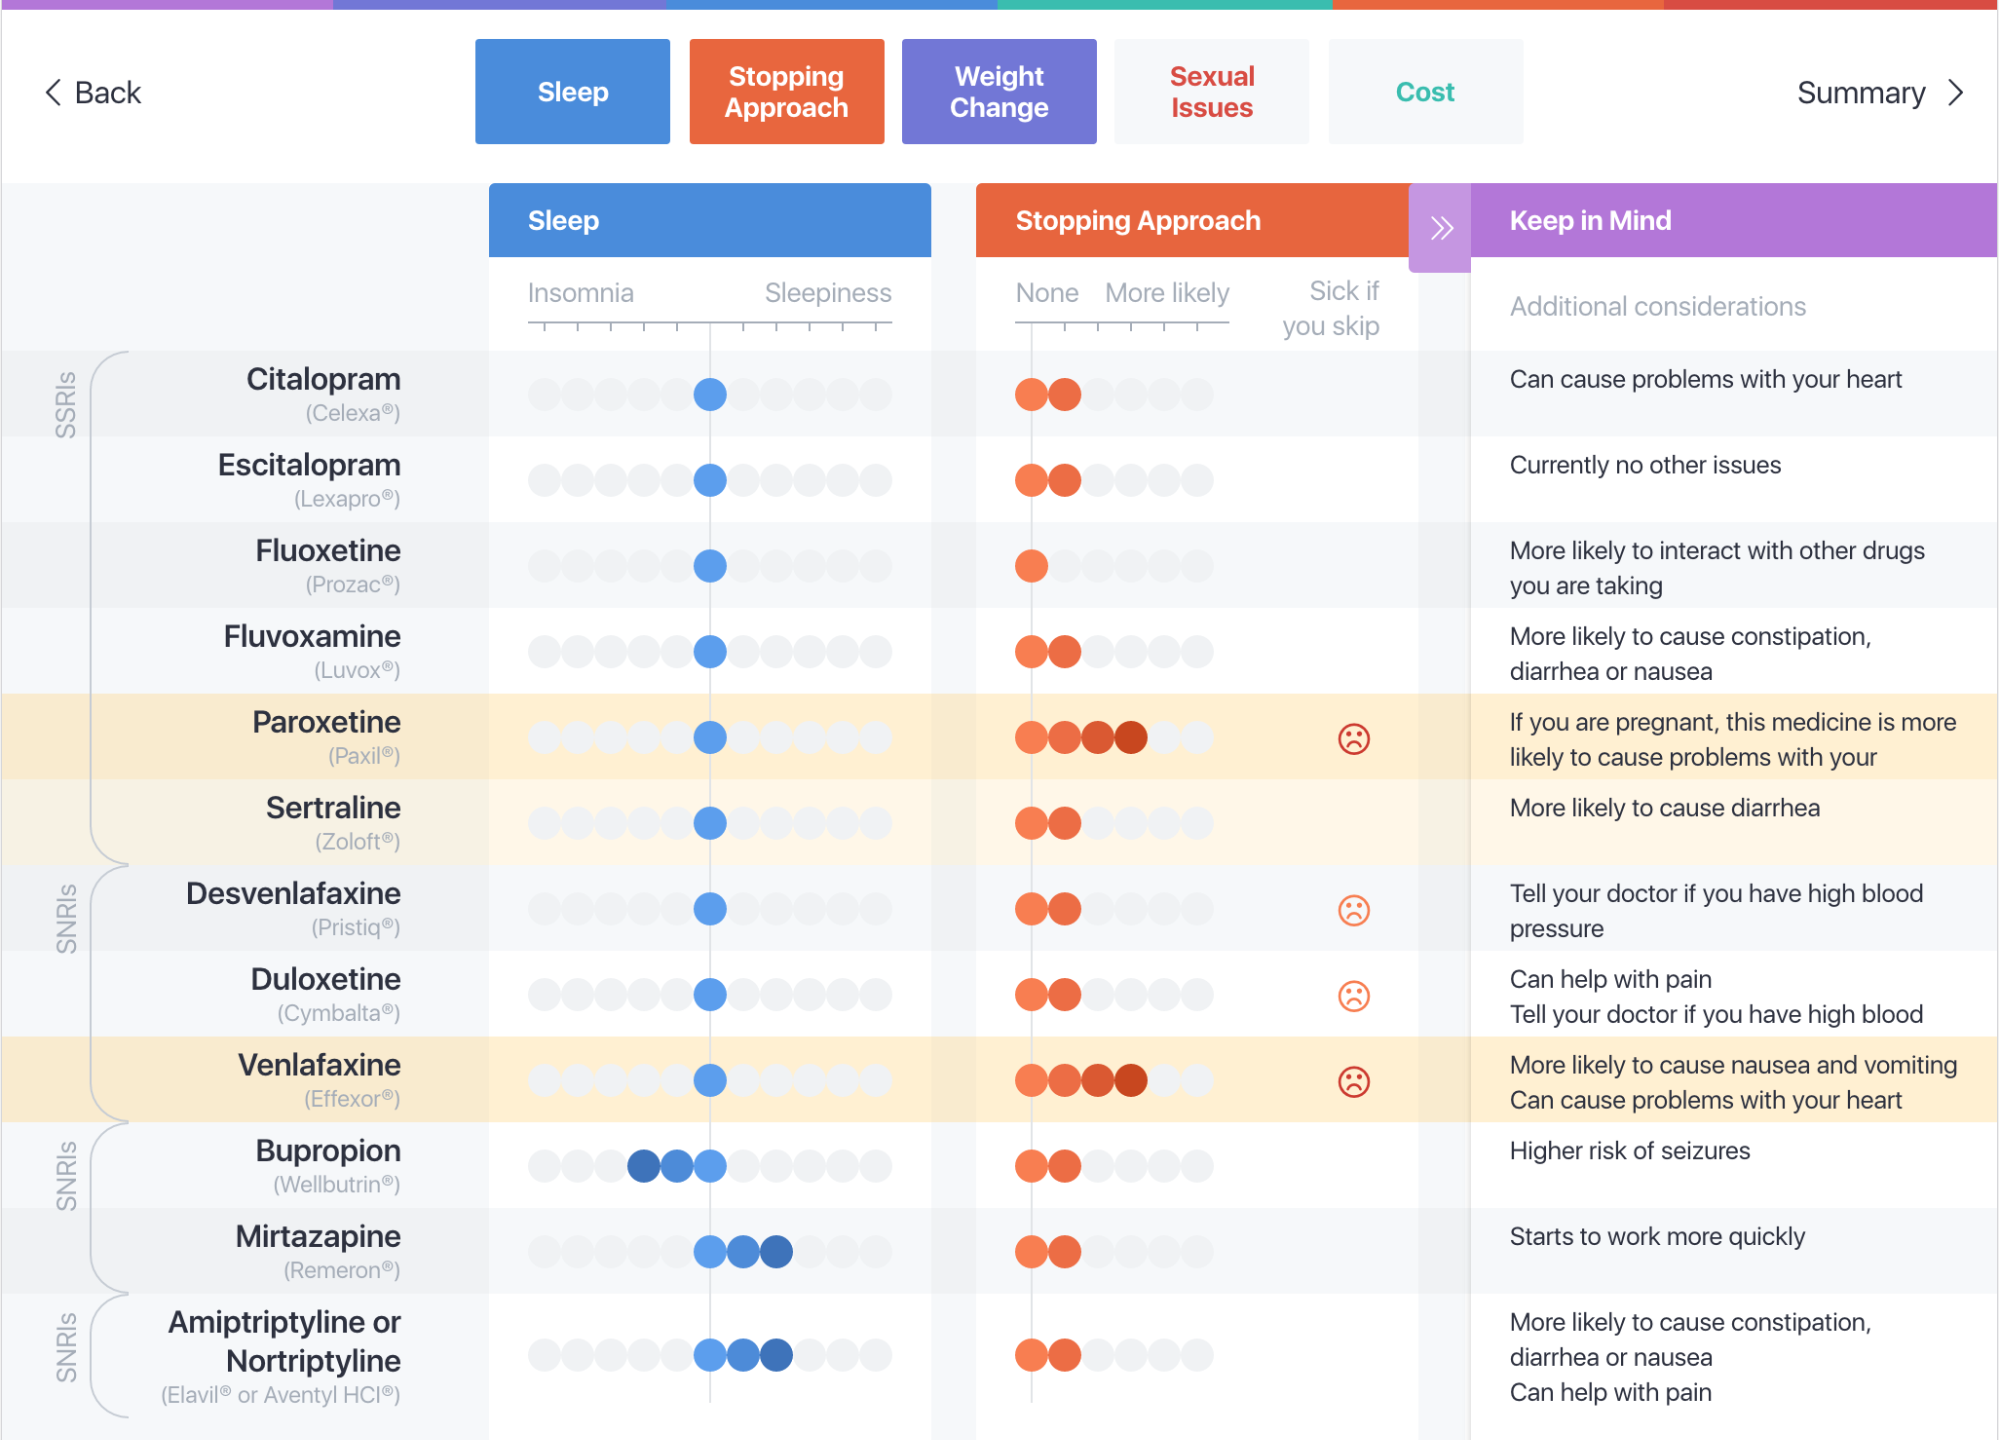 Back
Sleep
Stopping
Approach
Weight
Change
Sexual
Issues
Cost
Summary
Sleep
Stopping Approach
Keep in Mind
Insomnia
Sleepiness
None
More likely
Sick if
you skip
Additional considerations
SSRIs
Citalopram
(Celexa®)
Can cause problems with your heart
Escitalopram
(Lexapro®)
Currently no other issues
Fluoxetine
(Prozac®)
More likely to interact with other drugs
you are taking
Fluvoxamine
(Luvox®)
More likely to cause constipation,
diarrhea or nausea
Paroxetine
(Paxil®)
If you are pregnant, this medicine is more
likely to cause problems with your
Sertraline
(Zoloft®)
More likely to cause diarrhea
SNRIs
Desvenlafaxine
(Pristiq®)
Tell your doctor if you have high blood
pressure
Duloxetine
(Cymbalta®)
Can help with pain
Tell your doctor if you have high blood
Venlafaxine
(Effexor®)
More likely to cause nausea and vomiting
Can cause problems with your heart
SNRIs
Bupropion
(Wellbutrin®)
Higher risk of seizures
Mirtazapine
(Remeron®)
Starts to work more quickly
SNRIs
Amiptriptyline or
Nortriptyline
(Elavil® or Aventyl HCl®)
More likely to cause constipation,
diarrhea or nausea
Can help with pain